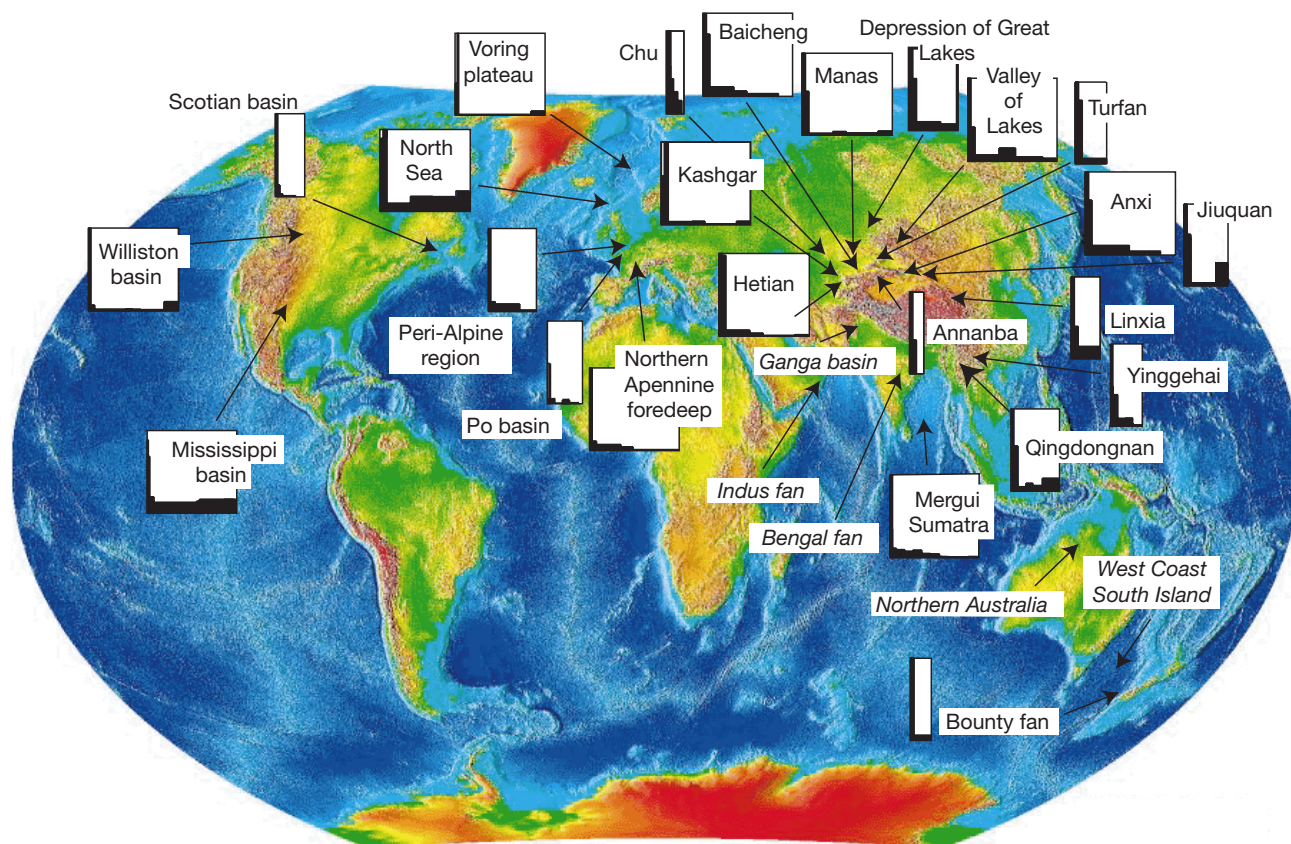 Voring
plateau
Chu
Baicheng
Depression of Great
Lakes
Manas
Valley
of
Lakes
Turfan
Scotian basin
North
Sea
Kashgar
Anxi
Jiuquan
Williston
basin
Hetian
Peri-Alpine
region
Ganga basin
Annanba
Linxia
Northern
Apennine
foredeep
Yinggehai
Po basin
Mississippi
basin
Qingdongnan
Indus fan
Bengal fan
Mergui
Sumatra
West Coast
South Island
Northern Australia
Bounty fan